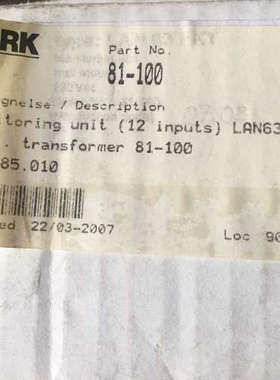 RK
Part No.
81-100
gnelse / Description
toring unit (12 inputs) LAN63
. transformer 81-100
85.010
ed 22/03-2007
Loc 90